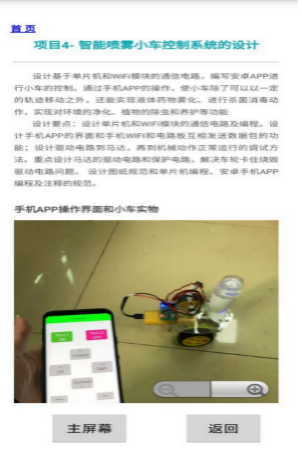 首页
项目4- 智能喷雾小车控制系统的设计
设计基于单片机和WIFI模块的通信电路，编写安卓APP进
行小车的控制。通过手机APP的操作，使小车除了可以以一定
的轨迹移动之外，还能实现液体药物雾化、进行杀菌消毒动
作，实现对环境的净化、植物的除虫和养护等功能
设计要点：设计单片机和WIFI模块的通信电路及编程。设
计手机APP的界面和手机WIFI和电路板互相发送数据包的功
能；设计驱动电路到马达，再到机械动作正常运行的调试方
法。重点设计马达的驱动电路和保护电路，解决车轮卡住烧毁
驱动电路问题。 设计图纸规范和单片机编程、安卓手机APP
编程及注释的规范。
手机APP操作界面和小车实物
主屏幕
返回